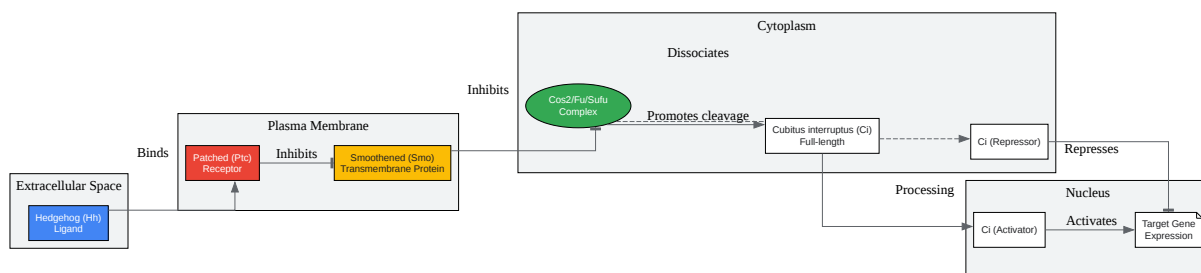 Cytoplasm
Dissociates
Inhibits
Cos2/Fu/Sufu
Complex
Promotes cleavage
Plasma Membrane
Cubitus interruptus (Ci)
Full-length
Ci (Repressor)
Represses
Binds
Patched (Ptc)
Receptor
Inhibits
Smoothened (Smo)
Transmembrane Protein
Extracellular Space
Hedgehog (Hh)
Ligand
Processing
Nucleus
Ci (Activator)
Activates
Target Gene
Expression